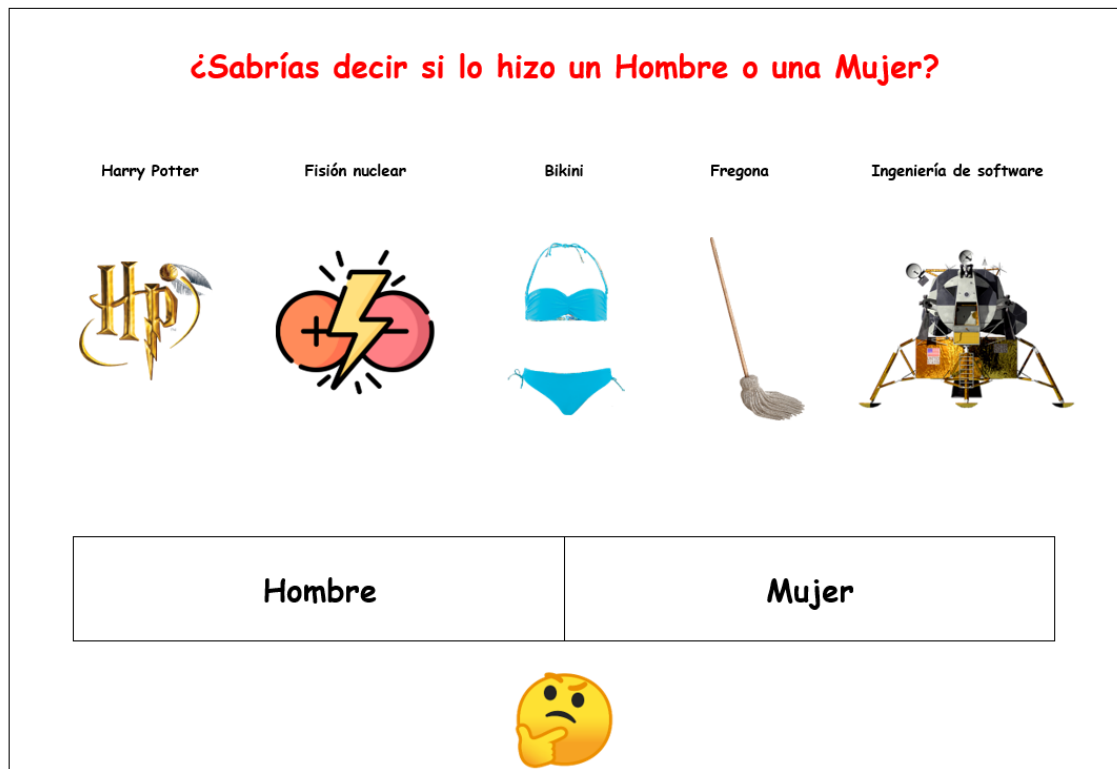 ¿Sabrías decir si lo hizo un Hombre o una Mujer?
Harry Potter
Fisión nuclear
Bikini
Fregona
Ingeniería de software
HP
Hombre
Mujer